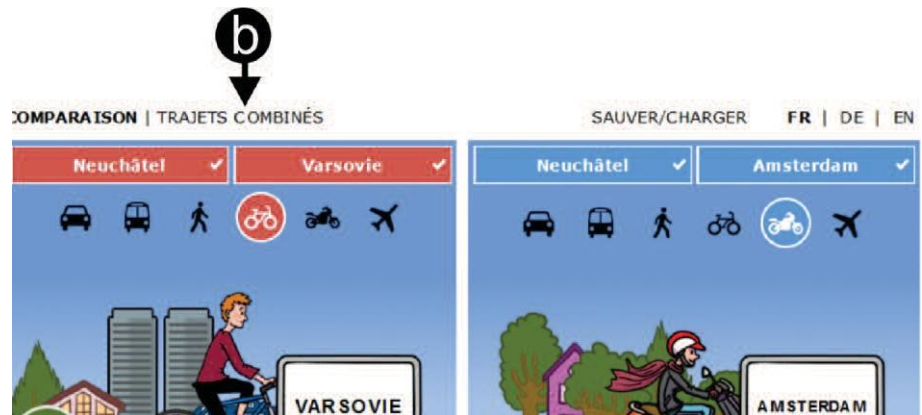 b
COMPARAISON | TRAJETS COMBINÉS SAUVER/CHARGER FR | DE | EN
Neuchâtel Varsovie Neuchâtel Amsterdam
VARSOVIE AMSTERDAM